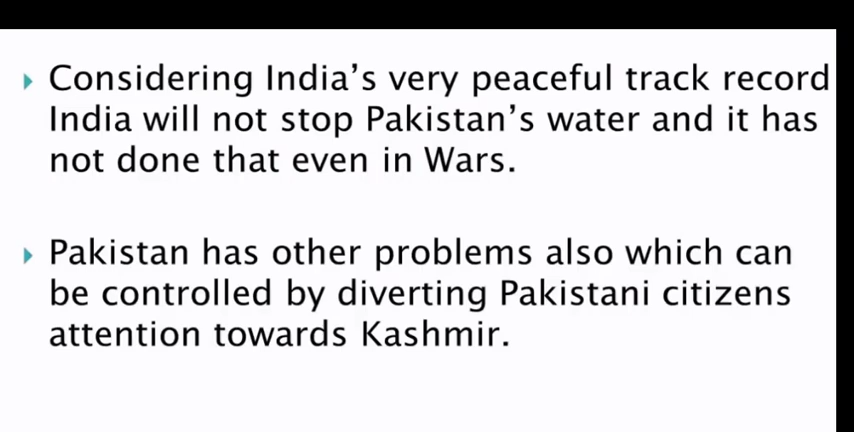 Considering India's very peaceful track record
India will not stop Pakistan's water and it has
not done that even in Wars.
Pakistan has other problems also which can
be controlled by diverting Pakistani citizens
attention towards Kashmir.